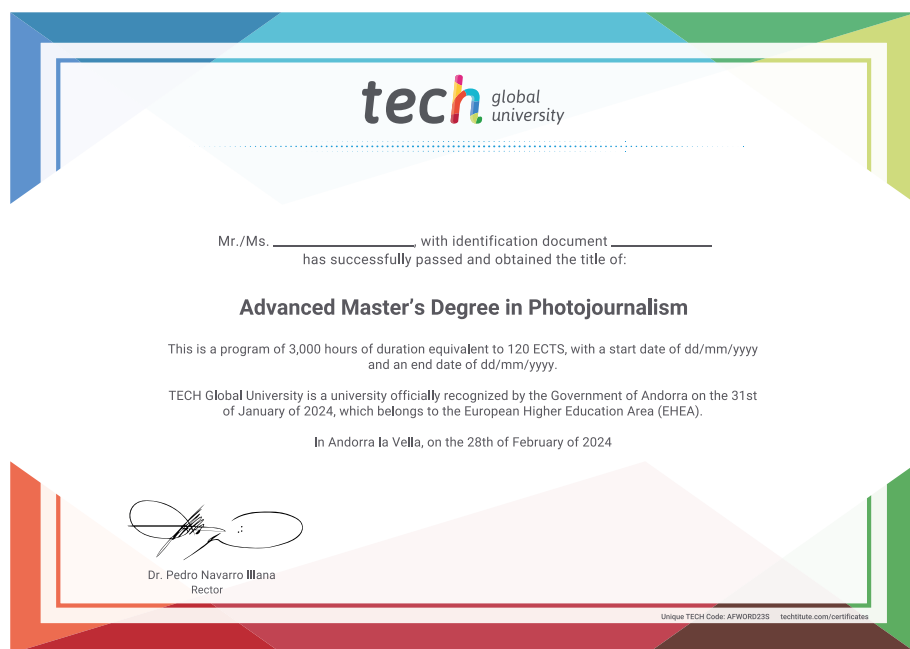 tech global
university
Mr./Ms. ____________, with identification document ____________
has successfully passed and obtained the title of:
Advanced Master's Degree in Photojournalism
This is a program of 3,000 hours of duration equivalent to 120 ECTS, with a start date of dd/mm/yyyy
and an end date of dd/mm/yyyy.
TECH Global University is a university officially recognized by the Government of Andorra on the 31st
of January of 2024, which belongs to the European Higher Education Area (EHEA).
In Andorra la Vella, on the 28th of February of 2024
Dr. Pedro Navarro Illana
Rector
Unique TECH Code: AFWORD23S techtitute.com/certificates